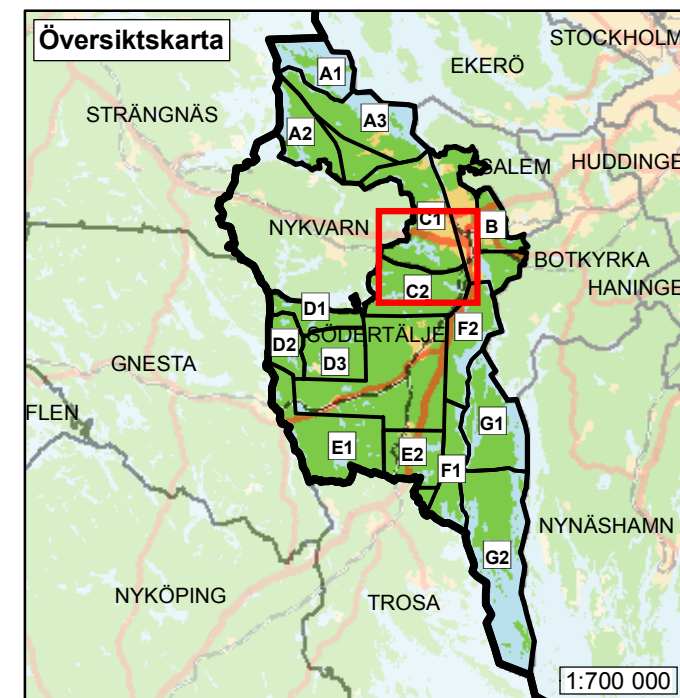 Översiktskarta
STOCKHOLM
EKERÖ
A1
STRÄNGNÄS
A3
A2
SALEM
HUDDINGE
C1
NYKVARN
B
BOTKYRKA
C2
HANINGE
D1
SÖDERTÄLJE
F2
D2
D3
GNESTA
FLEN
G1
E1
E2
F1
NYNÄSHAMN
G2
NYKÖPING
TROSA
1:700 000